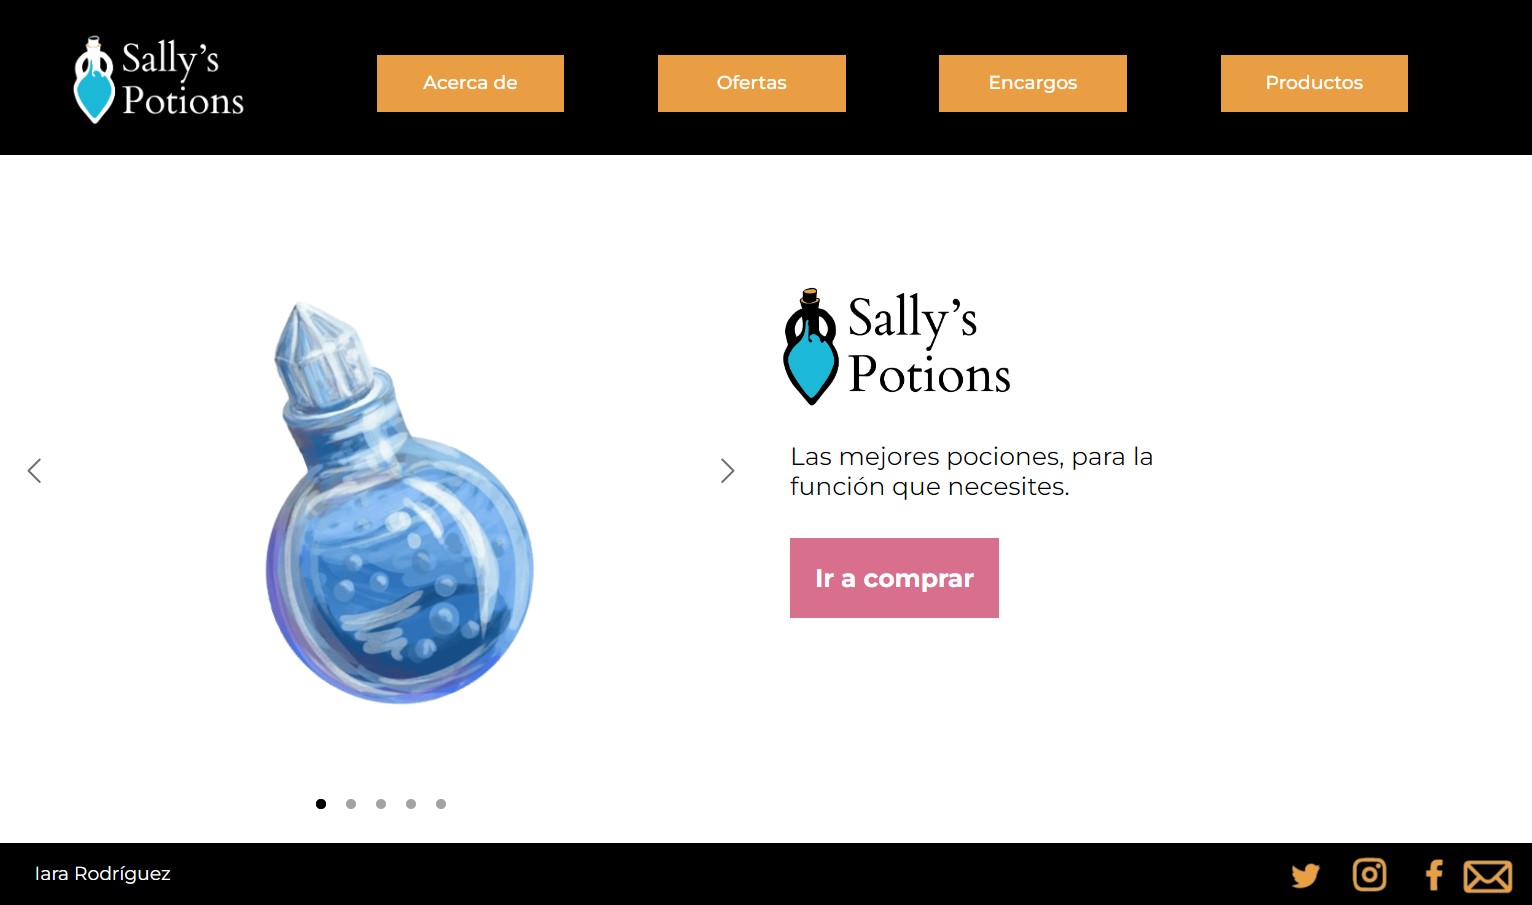 Sally's
Potions
Acerca de
Ofertas
Encargos
Productos
Sally's
Potions
Las mejores pociones, para la
función que necesites.
Ir a comprar
Iara Rodríguez